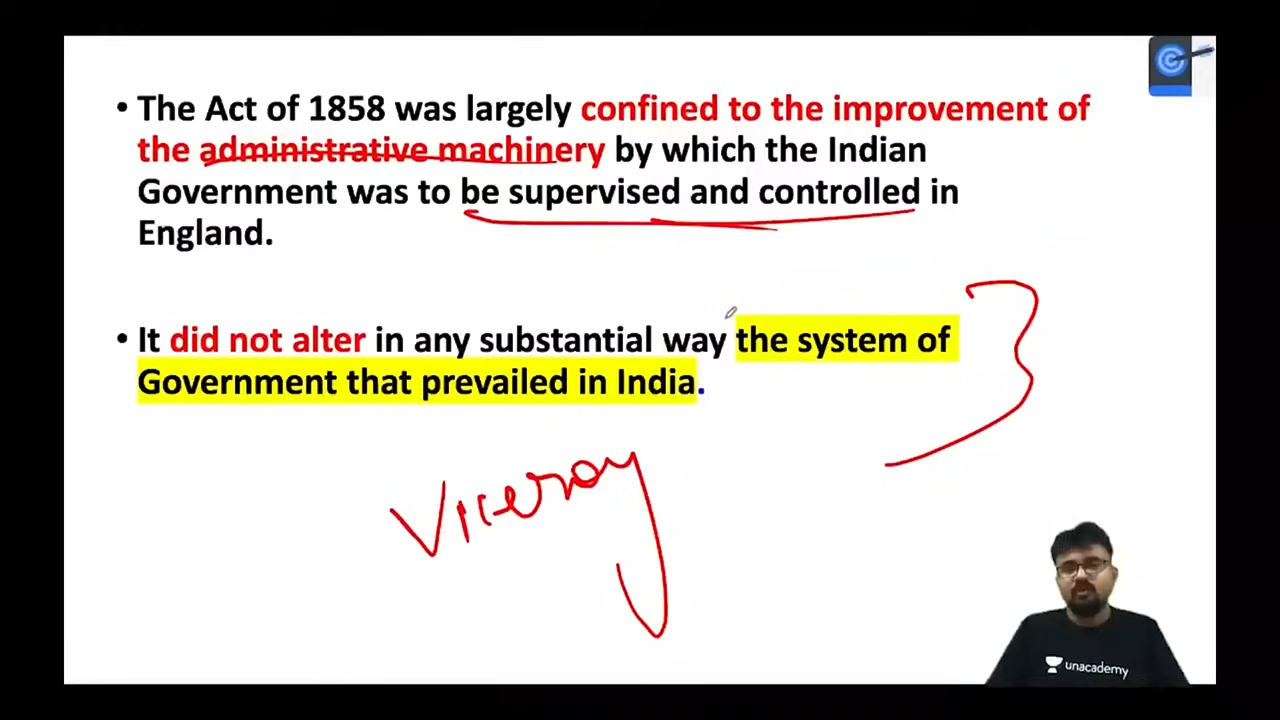 • The Act of 1858 was largely confined to the improvement of
the administrative machinery by which the Indian
Government was to be supervised and controlled in
England.
• It did not alter in any substantial way the system of
Government that prevailed in India.
Viceroy
unacademy